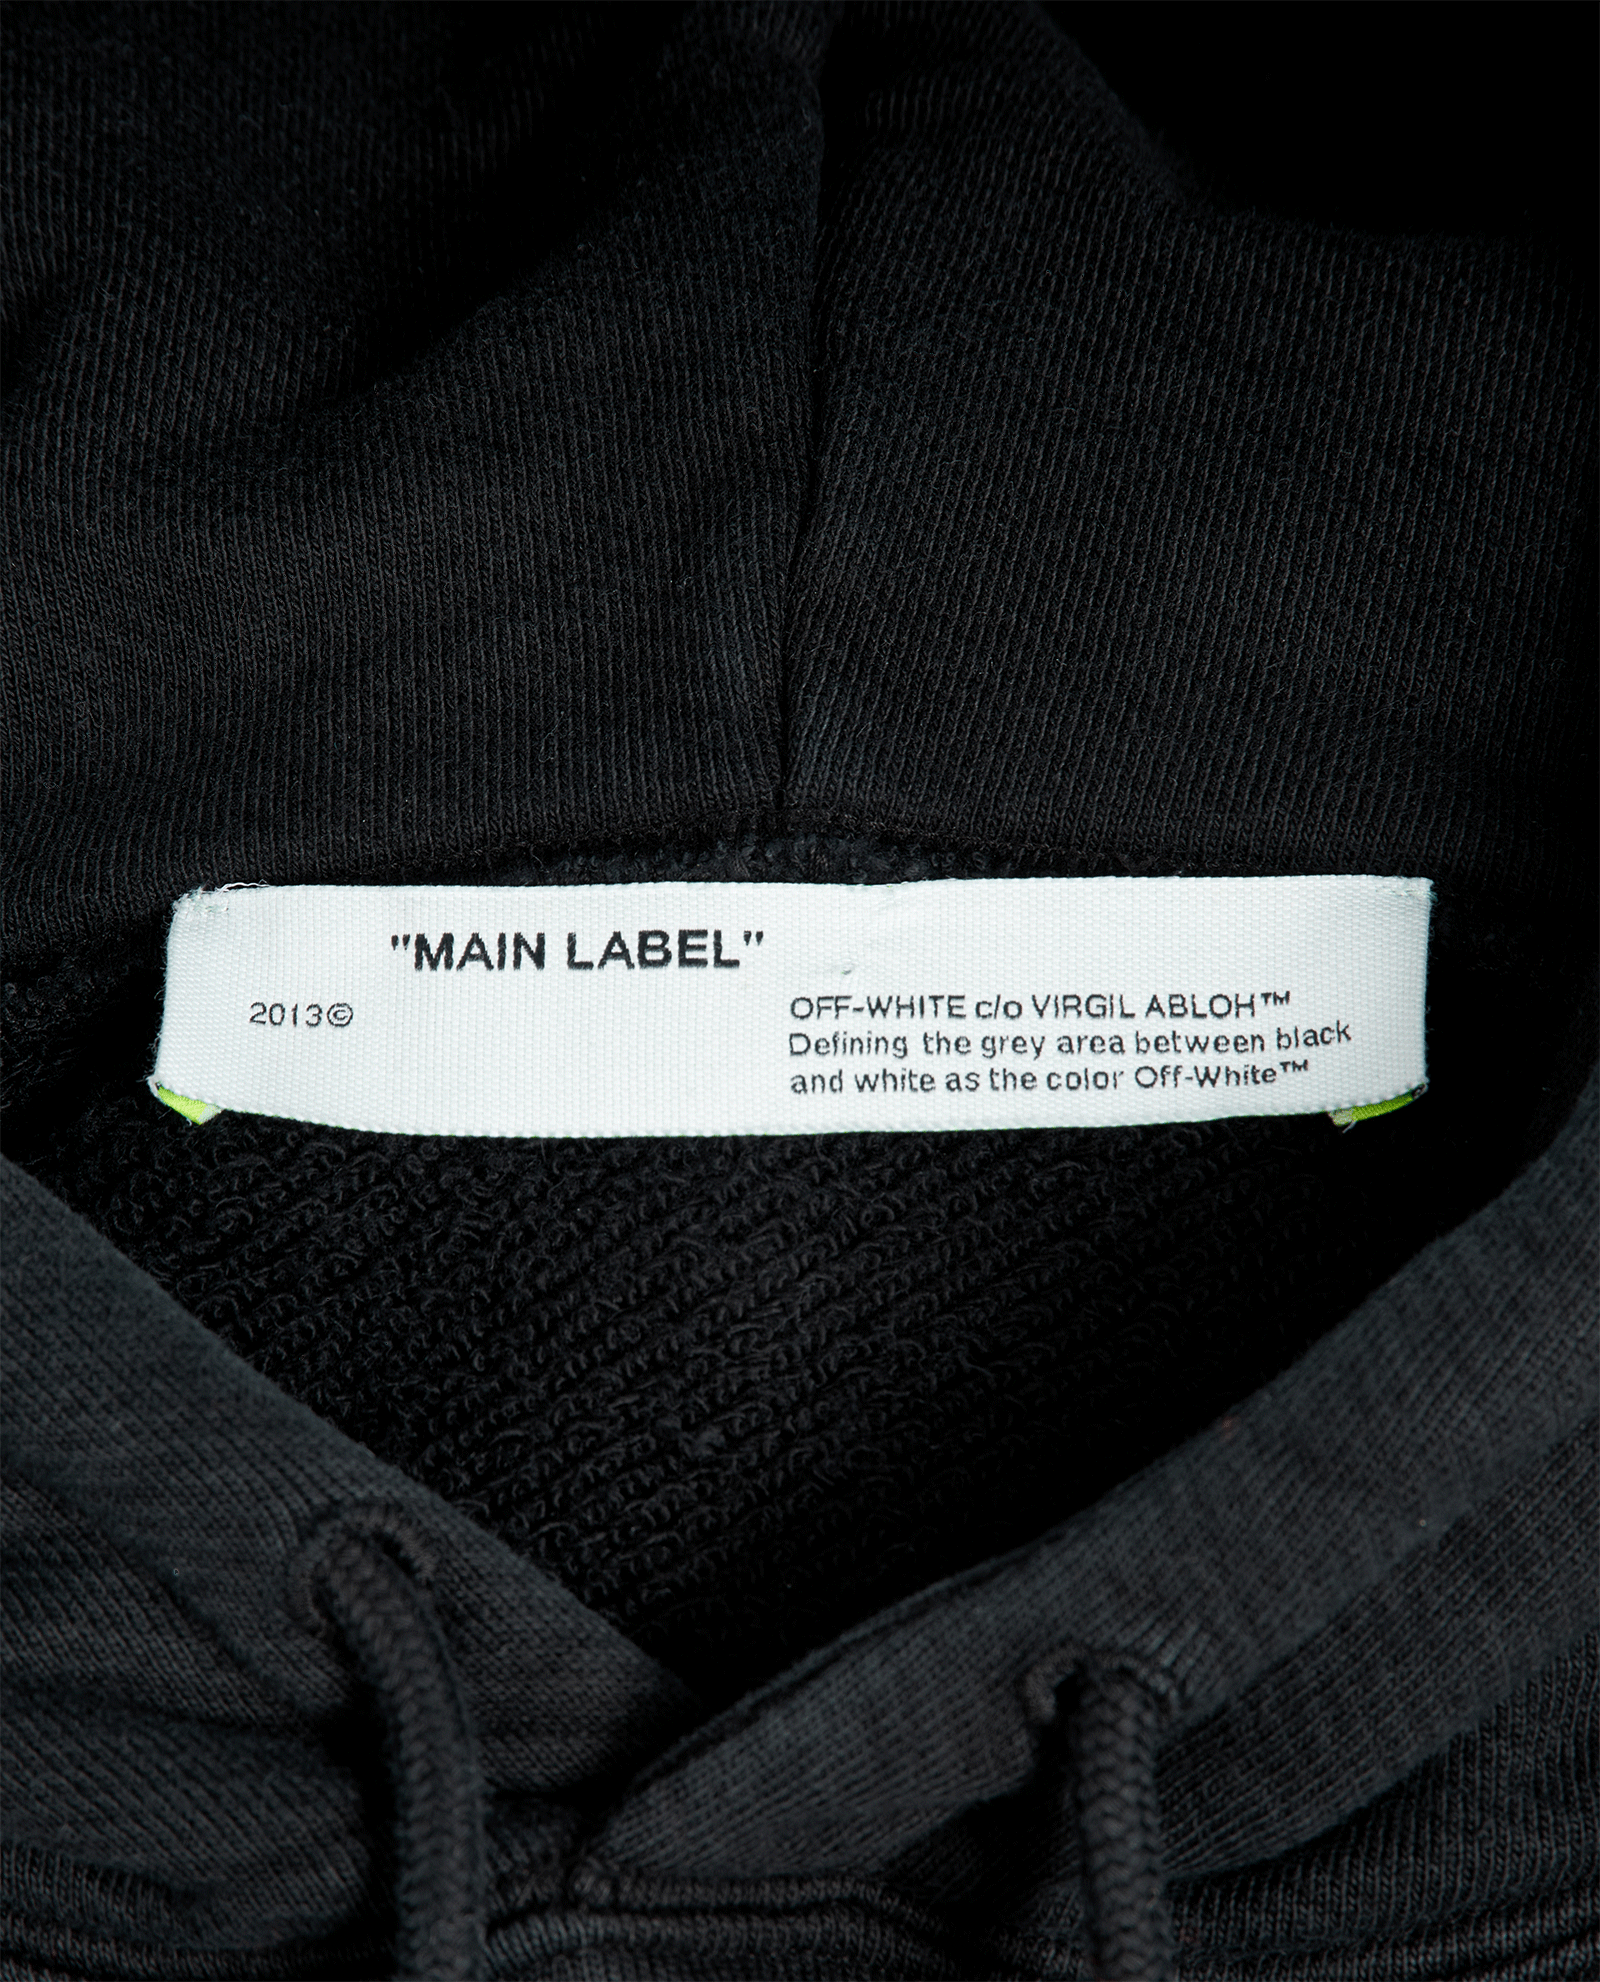 "MAIN LABEL"
2013©
OFF-WHITE c/o VIRGIL ABLOH™
Defining the grey area between black
and white as the color Off-White™